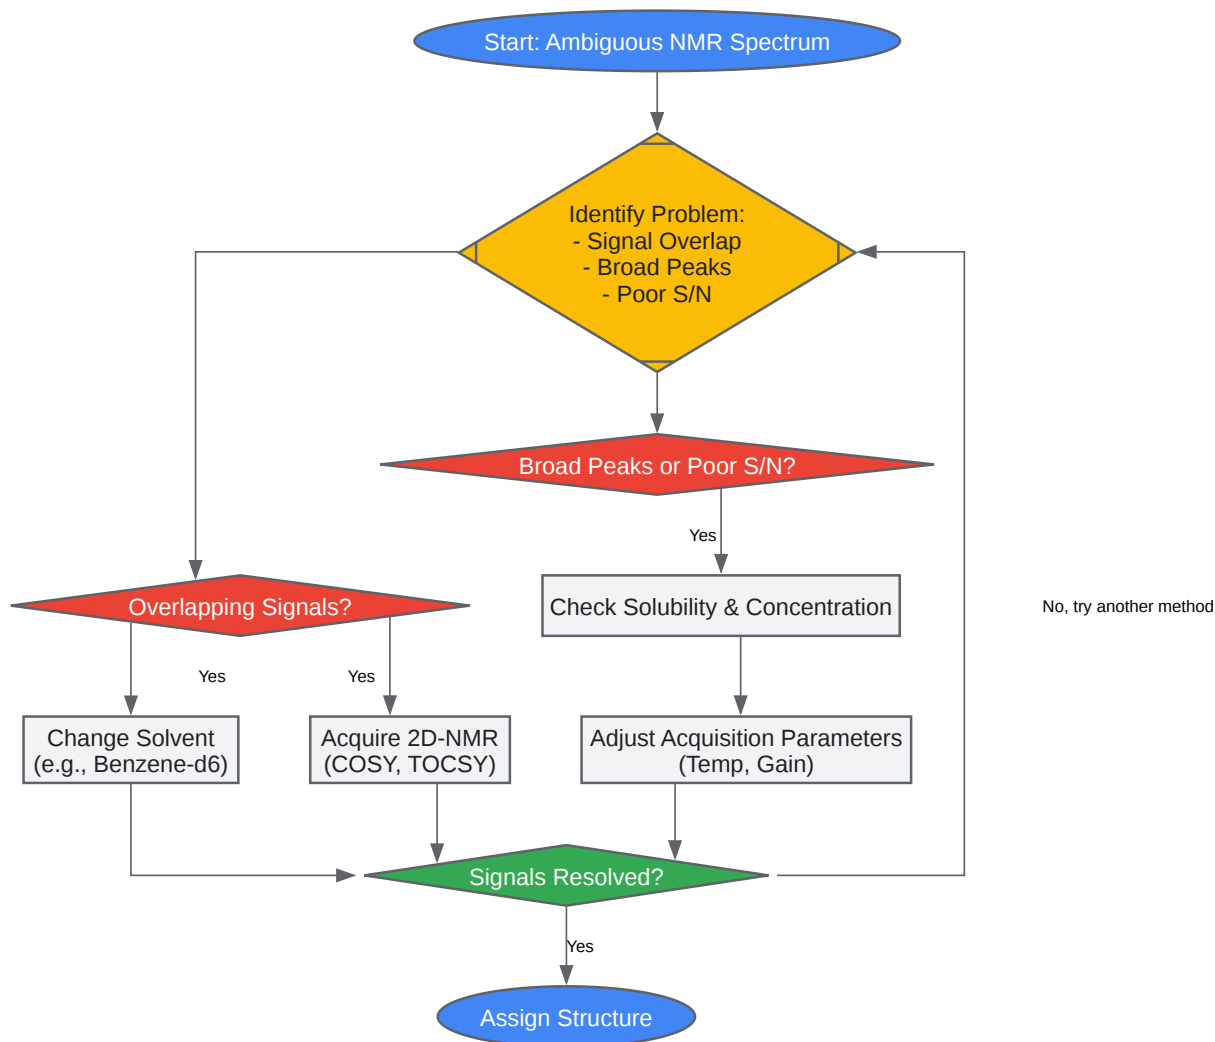 Start: Ambiguous NMR Spectrum
Identify Problem:
- Signal Overlap
- Broad Peaks
- Poor S/N
Broad Peaks or Poor S/N?
Yes
Overlapping Signals?
Check Solubility & Concentration
No, try another method
Yes
Yes
Change Solvent
(e.g., Benzene-d6)
Acquire 2D-NMR
(COSY, TOCSY)
Adjust Acquisition Parameters
(Temp, Gain)
Signals Resolved?
Yes
Assign Structure